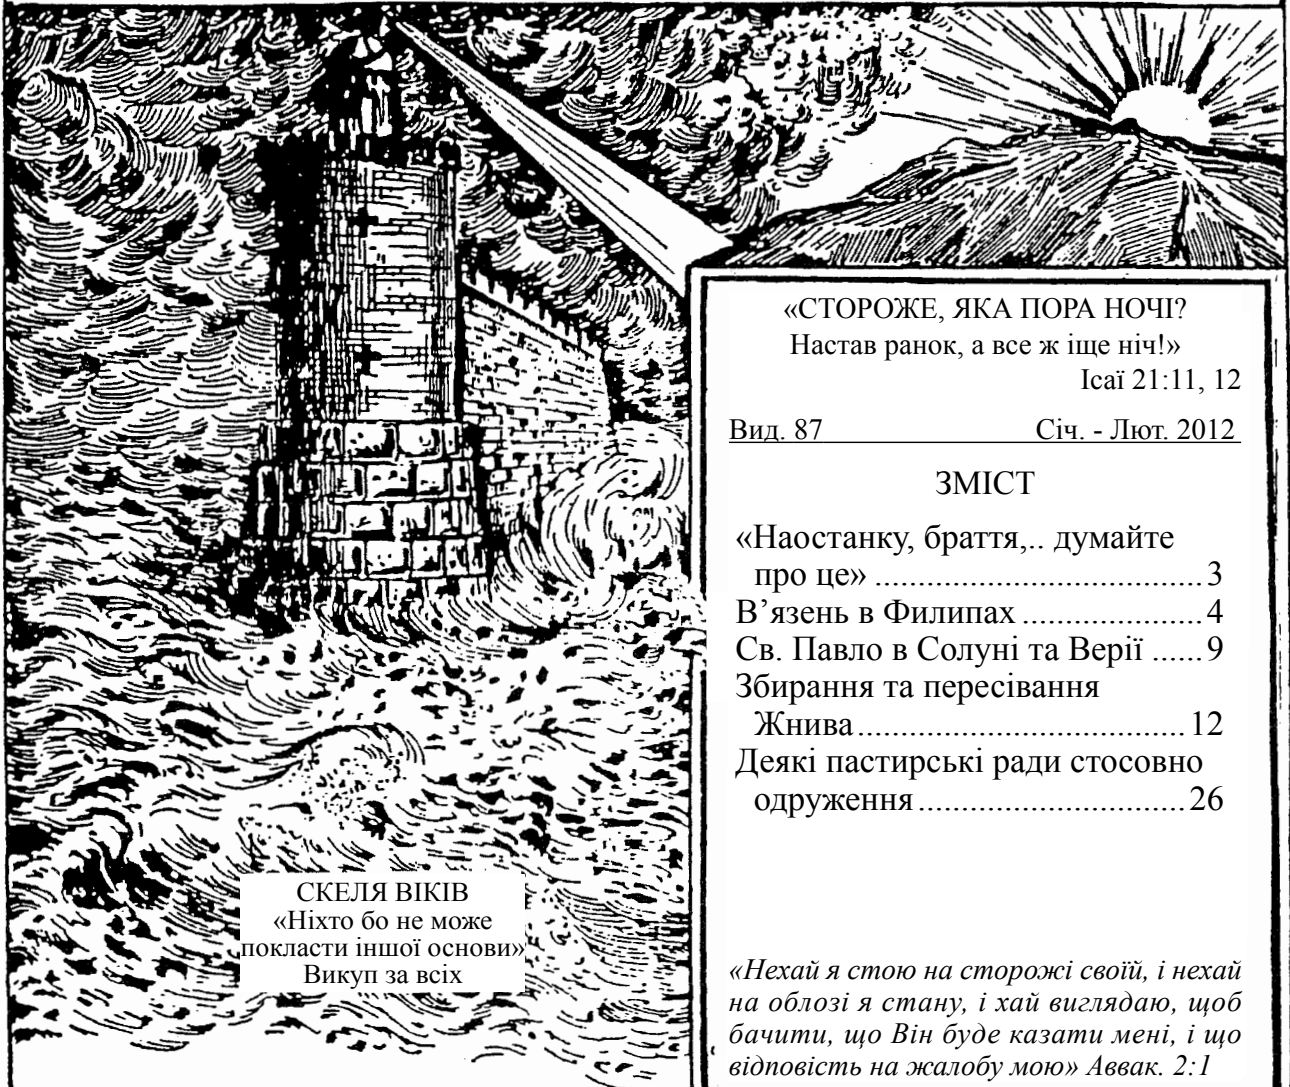 «СТОРОЖЕ, ЯКА ПОРА НОЧІ?
Настав ранок, а все ж іще ніч!»
Ісаї 21:11, 12
Вид. 87 Січ. - Лют. 2012
ЗМІСТ
«Наостанку, браття,.. думайте
про це» ..................................... 3
В’язень в Филипах .................... 4
Св. Павло в Солуні та Верії ...... 9
Збирання та пересівання
Жнива .................................... 12
Деякі пастирські ради стосовно
одруження ............................. 26
СКЕЛЯ ВІКІВ
«Ніхто бо не може
покласти іншої основи»
Викуп за всіх
«Нехай я стою на сторожі своїй, і нехай
на облозі я стану, і хай виглядаю, щоб
бачити, що Він буде казати мені, і що
відповість на жалобу мою» Аввак. 2:1